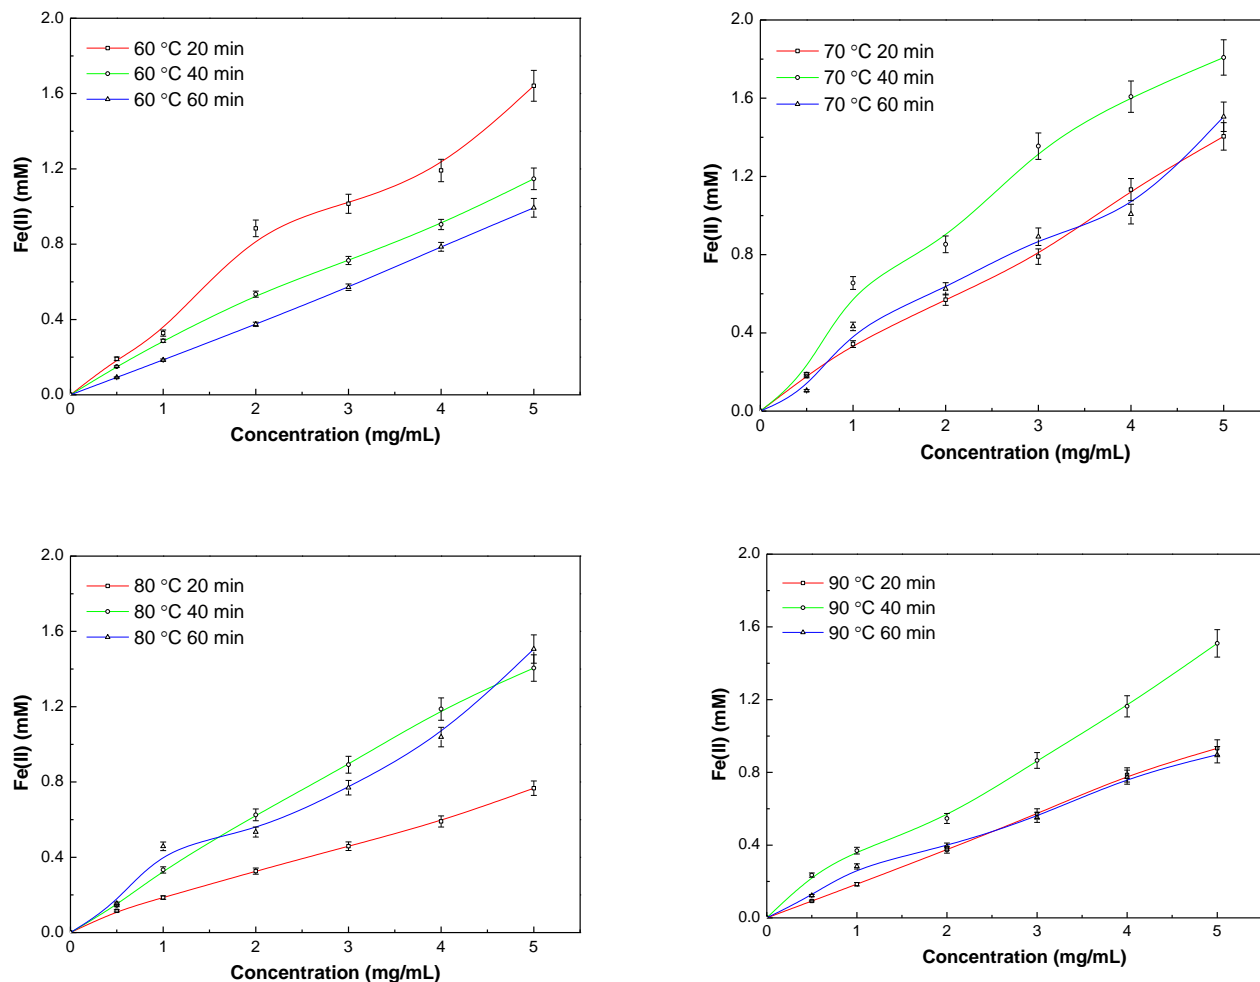 2.0
1.6
1.2
0.8
0.4
0.0
Fe(II) (mM)
60 °C 20 min
60 °C 40 min
60 °C 60 min
0 1 2 3 4 5
Concentration (mg/mL)
2.0
1.6
1.2
0.8
0.4
0.0
Fe(II) (mM)
70 °C 20 min
70 °C 40 min
70 °C 60 min
0 1 2 3 4 5
Concentration (mg/mL)
2.0
1.6
1.2
0.8
0.4
0.0
Fe(II) (mM)
80 °C 20 min
80 °C 40 min
80 °C 60 min
0 1 2 3 4 5
Concentration (mg/mL)
2.0
1.6
1.2
0.8
0.4
0.0
Fe(II) (mM)
90 °C 20 min
90 °C 40 min
90 °C 60 min
0 1 2 3 4 5
Concentration (mg/mL)